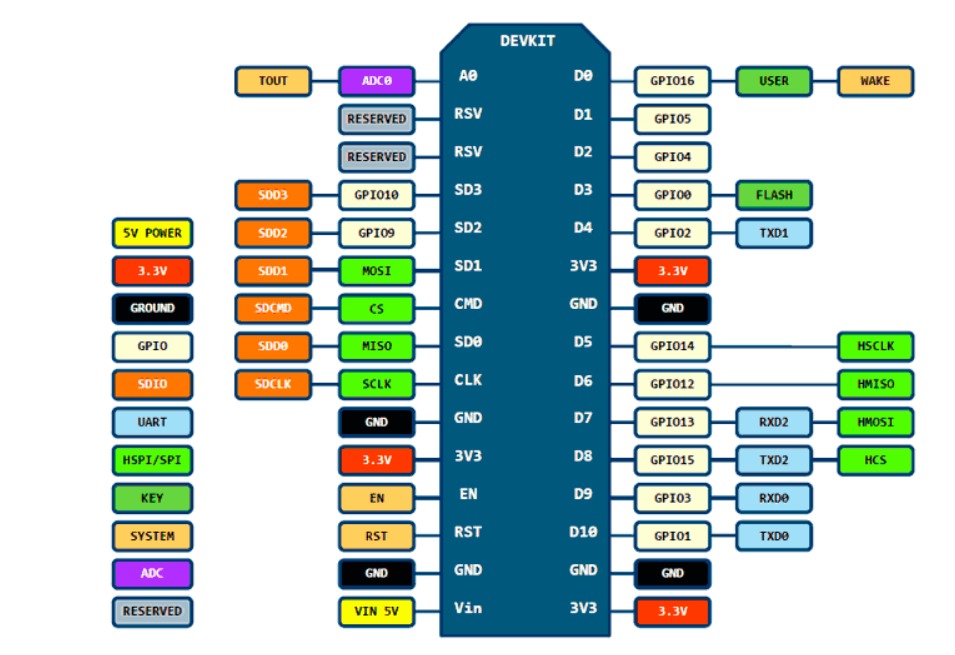 DEVKIT
TOUT ADC0 A0 D0 GPIO16 USER WAKE
RESERVED RSV D1 GPIO5
RESERVED RSV D2 GPIO4
SDD3 GPIO10 SD3 D3 GPIO0 FLASH
5V POWER SDD2 GPIO9 SD2 D4 GPIO2 TXD1
3.3V SDD1 MOSI SD1 3V3 3.3V
GROUND SDCMD CS CMD GND GND
GPIO SDD0 MISO SD0 D5 GPIO14 HSCLK
SDIO SDCLK SCLK CLK D6 GPIO12 HMISO
UART GND GND D7 GPIO13 RXD2 HMOSI
HSPI/SPI 3.3V 3V3 D8 GPIO15 TXD2 HCS
KEY EN EN D9 GPIO3 RXD0
SYSTEM RST RST D10 GPIO1 TXD0
ADC GND GND GND GND
RESERVED VIN 5V Vin 3V3 3.3V